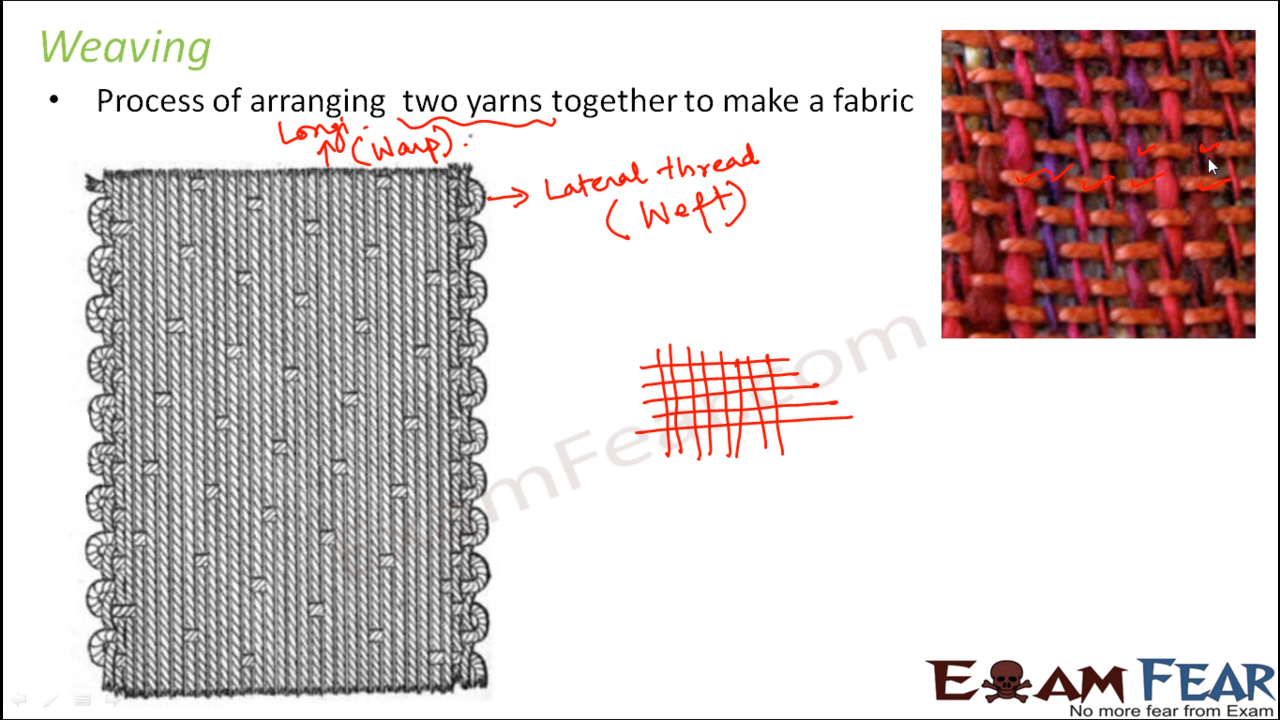 Weaving
• Process of arranging two yarns together to make a fabric
Longi.
(Warp).
Lateral thread
(Weft)
ExamFear.com
EXAM FEAR
No more fear from Exam